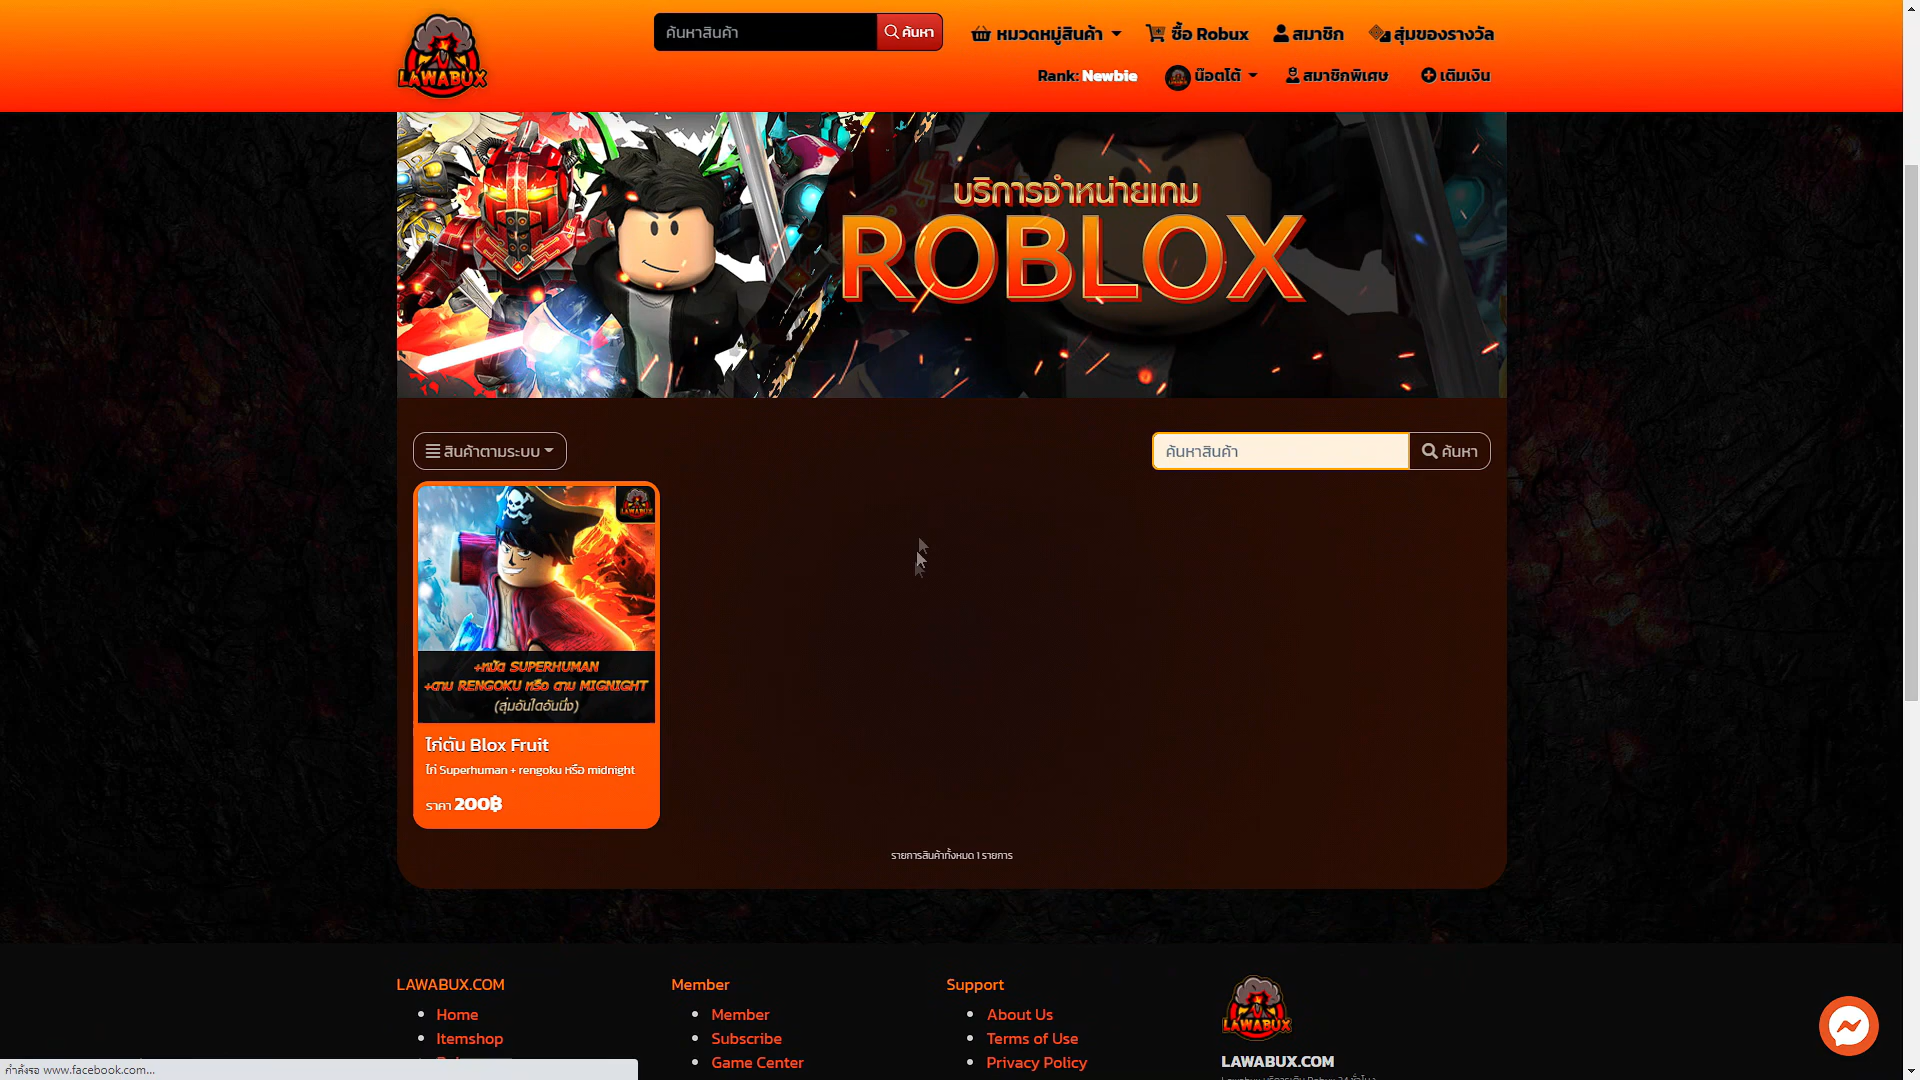 LAWABUX
ค้นหาสินค้า
ค้นหา
หมวดหมู่สินค้า
ซื้อ Robux
สมาชิก
สุ่มของรางวัล
Rank: Newbie
น๊อตโต้
สมาชิกพิเศษ
เติมเงิน
บริการจำหน่ายเกม
ROBLOX
สินค้าตามระบบ
ค้นหาสินค้า
ค้นหา
LAWABUX
+หมัด SUPERHUMAN
+ดาบ RENGOKU หรือ ดาบ MIGNIGHT
(สุ่มอันใดอันนึ่ง)
ไก่ตัน Blox Fruit
ไก่ Superhuman + rengoku หรือ midnight
ราคา 200฿
รายการสินค้าทั้งหมด 1 รายการ
LAWABUX.COM
Home
Itemshop
Member
Member
Subscribe
Game Center
Support
About Us
Terms of Use
Privacy Policy
LAWABUX
LAWABUX.COM
กำลังรอ www.facebook.com...